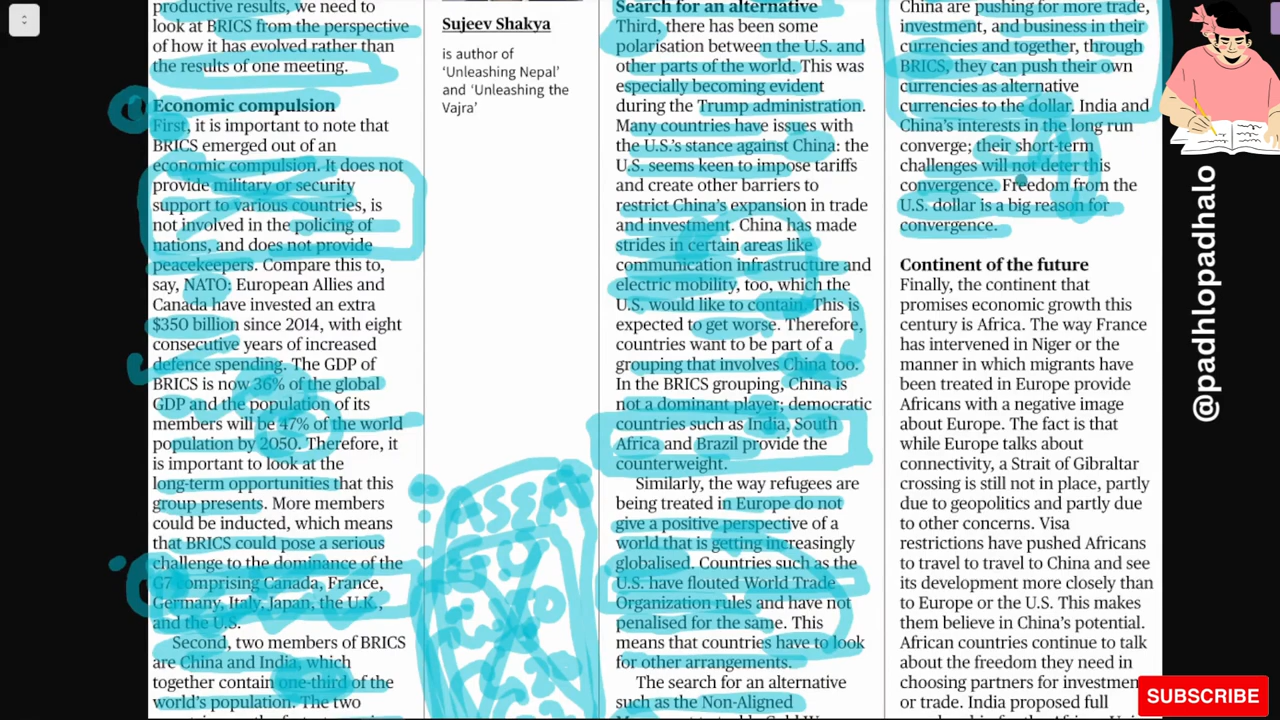 productive results, we need to
look at BRICS from the perspective
of how it has evolved rather than
the results of one meeting.
Economic compulsion
First, it is important to note that
BRICS emerged out of an
economic compulsion. It does not
provide military or security
support to various countries, is
not involved in the policing of
nations, and does not provide
peacekeepers. Compare this to,
say, NATO: European Allies and
Canada have invested an extra
$350 billion since 2014, with eight
consecutive years of increased
defence spending. The GDP of
BRICS is now 36% of the global
GDP and the population of its
members will be 47% of the world
population by 2050. Therefore, it
is important to look at the
long-term opportunities that this
group presents. More members
could be inducted, which means
that BRICS could pose a serious
challenge to the dominance of the
G7 comprising Canada, France,
Germany, Italy, Japan, the U.K.,
and the U.S.
Second, two members of BRICS
are China and India, which
together contain one-third of the
world's population. The two
Sujeev Shakya
is author of
'Unleashing Nepal'
and 'Unleashing the
Vajra'
ASEAN
Search for an alternative
Third, there has been some
polarisation between the U.S. and
other parts of the world. This was
especially becoming evident
during the Trump administration.
Many countries have issues with
the U.S.'s stance against China: the
U.S. seems keen to impose tariffs
and create other barriers to
restrict China's expansion in trade
and investment. China has made
strides in certain areas like
communication infrastructure and
electric mobility, too, which the
U.S. would like to contain. This is
expected to get worse. Therefore,
countries want to be part of a
grouping that involves China too.
In the BRICS grouping, China is
not a dominant player; democratic
countries such as India, South
Africa and Brazil provide the
counterweight.
Similarly, the way refugees are
being treated in Europe do not
give a positive perspective of a
world that is getting increasingly
globalised. Countries such as the
U.S. have flouted World Trade
Organization rules and have not
penalised for the same. This
means that countries have to look
for other arrangements.
The search for an alternative
such as the Non-Aligned
China are pushing for more trade,
investment, and business in their
currencies and together, through
BRICS, they can push their own
currencies as alternative
currencies to the dollar. India and
China's interests in the long run
converge; their short-term
challenges will not deter this
convergence. Freedom from the
U.S. dollar is a big reason for
convergence.
Continent of the future
Finally, the continent that
promises economic growth this
century is Africa. The way France
has intervened in Niger or the
manner in which migrants have
been treated in Europe provide
Africans with a negative image
about Europe. The fact is that
while Europe talks about
connectivity, a Strait of Gibraltar
crossing is still not in place, partly
due to geopolitics and partly due
to other concerns. Visa
restrictions have pushed Africans
to travel to travel to China and see
its development more closely than
to Europe or the U.S. This makes
them believe in China's potential.
African countries continue to talk
about the freedom they need in
choosing partners for investmen
or trade. India proposed full
@padhlopadhalo
SUBSCRIBE